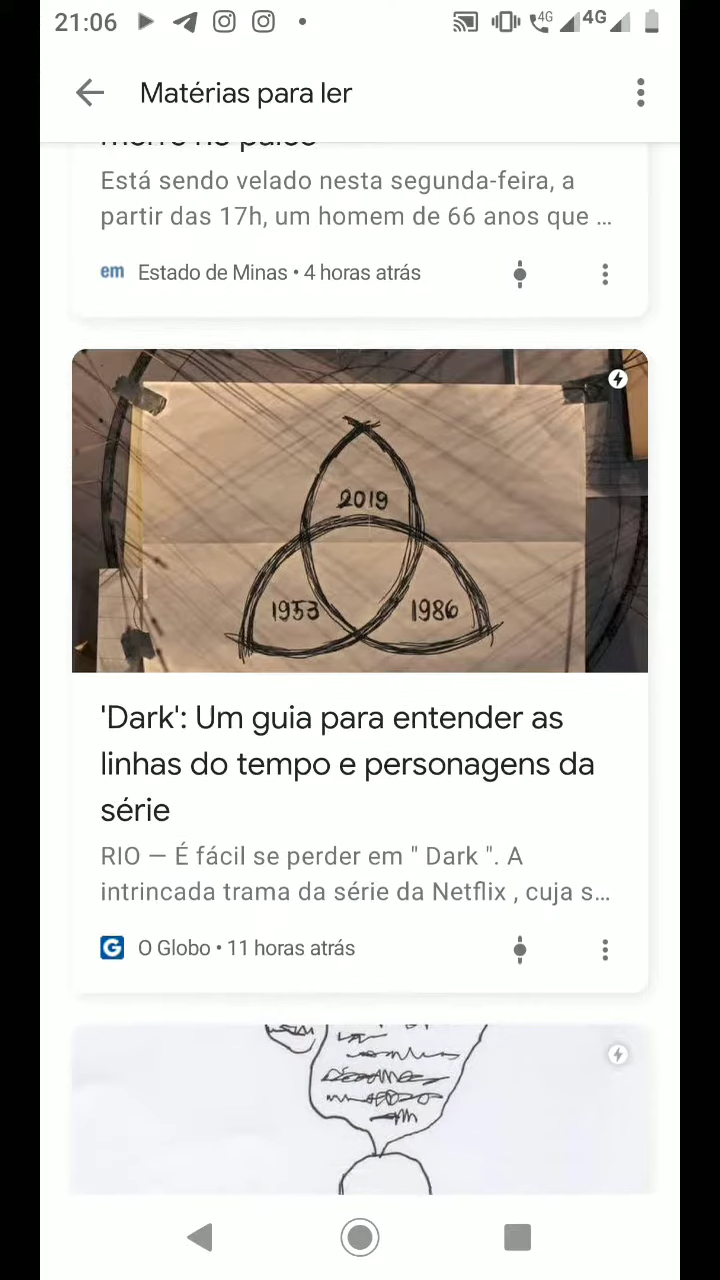 21:06
4G
4G
Matérias para ler
Está sendo velado nesta segunda-feira, a
partir das 17h, um homem de 66 anos que ...
em Estado de Minas • 4 horas atrás
2019
1953
1986
'Dark': Um guia para entender as
linhas do tempo e personagens da
série
RIO — É fácil se perder em " Dark ". A
intrincada trama da série da Netflix , cuja s...
G O Globo • 11 horas atrás